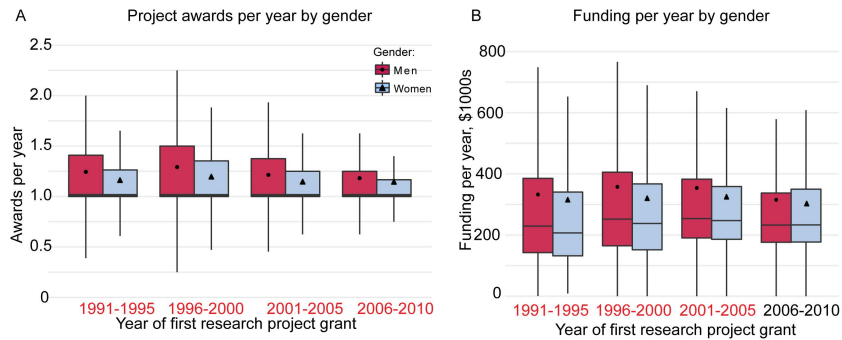 A
Project awards per year by gender
Gender:
Men
Women
Awards per year
2.5
2.0
1.5
1.0
0.5
0
1991-1995 1996-2000 2001-2005 2006-2010
Year of first research project grant
B
Funding per year by gender
Funding per year, $1000s
800
600
400
200
0
1991-1995 1996-2000 2001-2005 2006-2010
Year of first research project grant